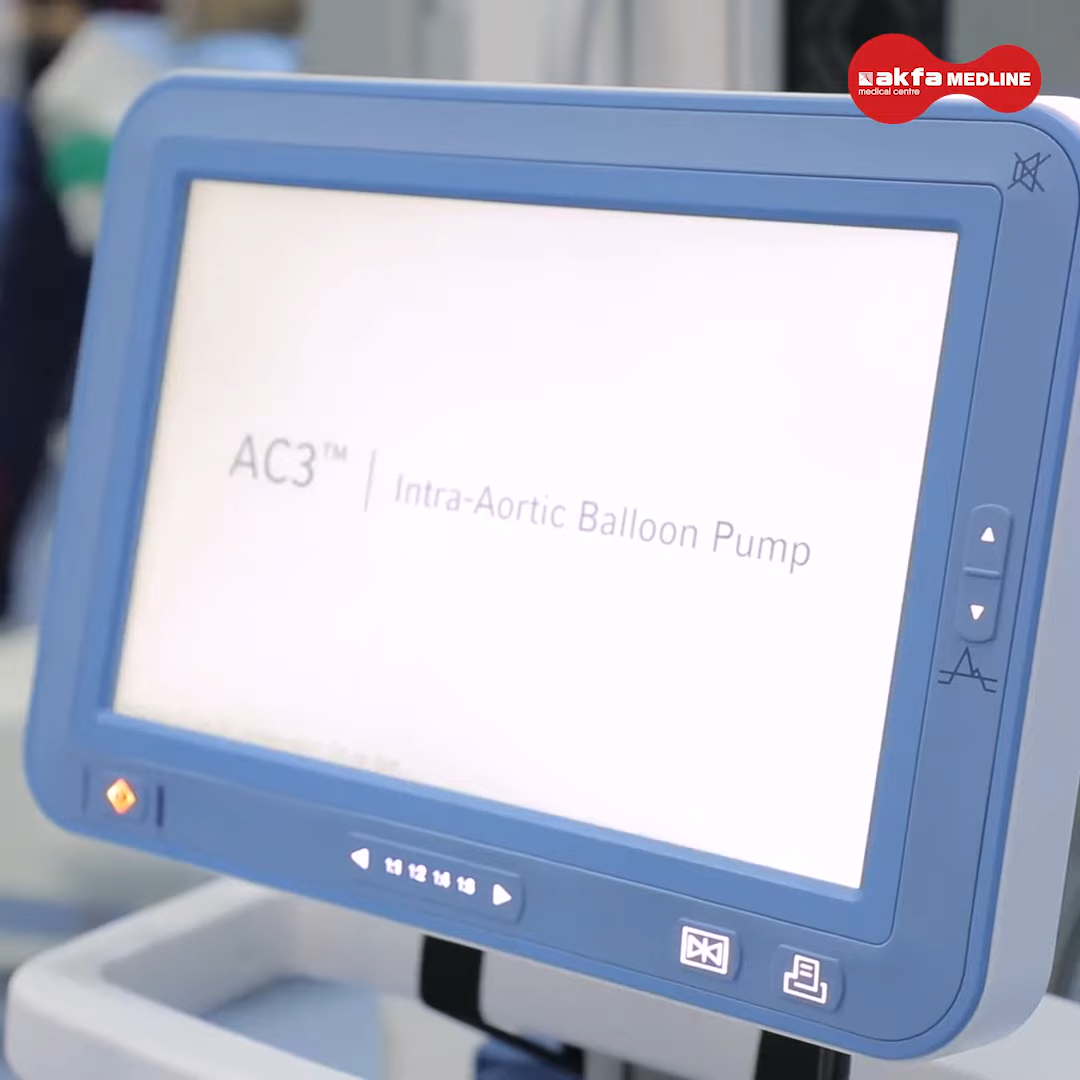 akfa MEDLINE
medical centre
AC3™ | Intra-Aortic Balloon Pump
1:1 1:2 1:4 1:8